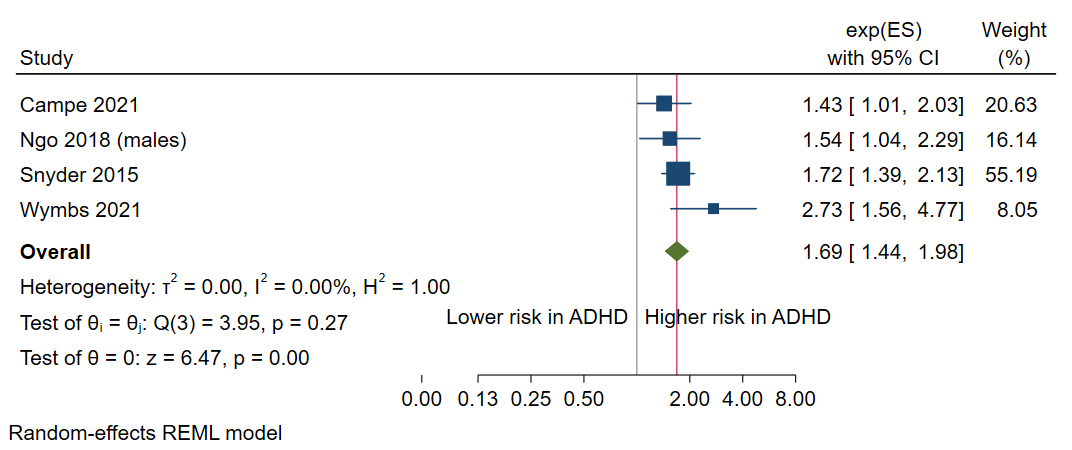 exp(ES) Weight
Study with 95% CI (%)
Campe 2021 1.43 [ 1.01, 2.03] 20.63
Ngo 2018 (males) 1.54 [ 1.04, 2.29] 16.14
Snyder 2015 1.72 [ 1.39, 2.13] 55.19
Wymbs 2021 2.73 [ 1.56, 4.77] 8.05
Overall 1.69 [ 1.44, 1.98]
Heterogeneity: τ² = 0.00, I² = 0.00%, H² = 1.00
Test of θᵢ = θⱼ: Q(3) = 3.95, p = 0.27 Lower risk in ADHD Higher risk in ADHD
Test of θ = 0: z = 6.47, p = 0.00
0.00 0.13 0.25 0.50 2.00 4.00 8.00
Random-effects REML model